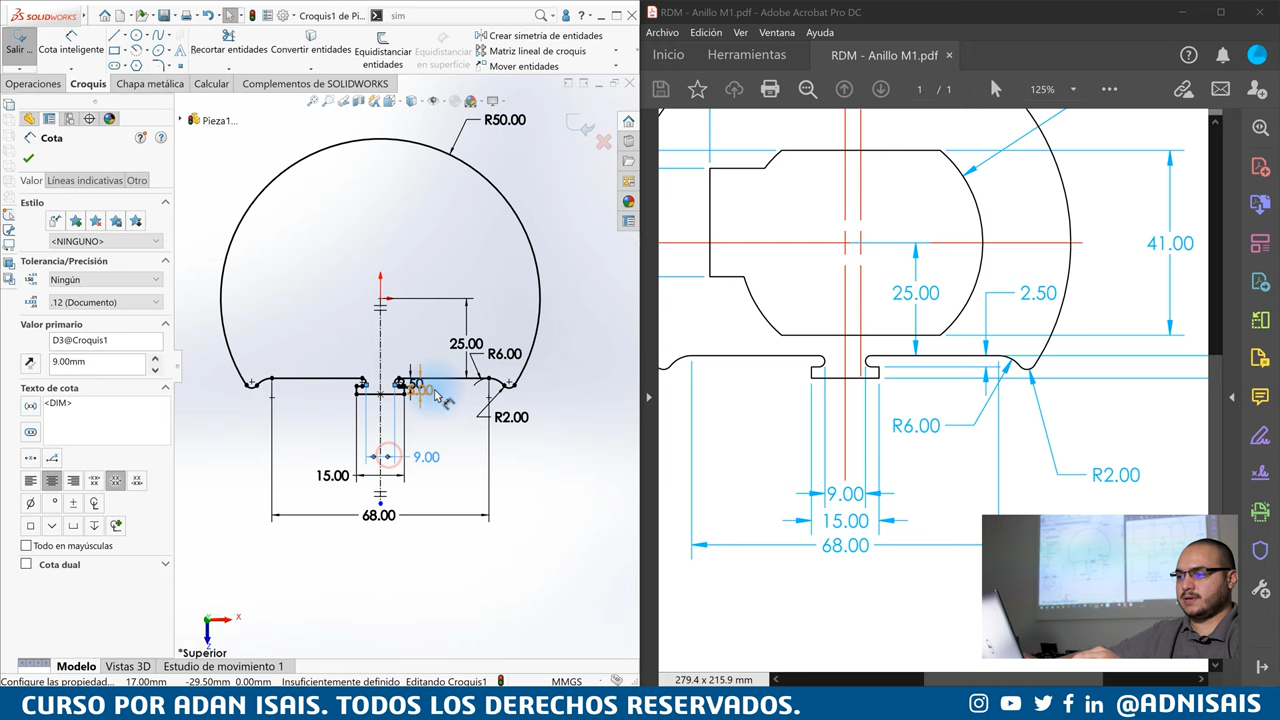 SOLIDWORKS
Croquis1 de Pi...
sim
RDM - Anillo M1.pdf - Adobe Acrobat Pro DC
Salir ...
Cota inteligente
Recortar entidades
Convertir entidades
Equidistanciar entidades
Equidistanciar en superficie
Crear simetría de entidades
Matriz lineal de croquis
Mover entidades
Archivo Edición Ver Ventana Ayuda
Inicio
Herramientas
RDM - Anillo M1.pdf
1 / 1
125%
Operaciones
Croquis
Chapa metálica
Calcular
Complementos de SOLIDWORKS
Pieza1...
Cota
Valor
Líneas indicativas
Otro
Estilo
<NINGUNO>
Tolerancia/Precisión
Ningún
.12 (Documento)
Valor primario
D3@Croquis1
9.00mm
Texto de cota
<DIM>
Todo en mayúsculas
Cota dual
R50.00
25.00
R6.00
R2.00
9.00
15.00
68.00
41.00
25.00
2.50
R6.00
R2.00
9.00
15.00
68.00
X
*Superior
Modelo
Vistas 3D
Estudio de movimiento 1
Configure las propiedad...
17.00mm
-29.50mm
0.00mm
Insuficientemente definido
Editando Croquis1
MMGS
279.4 x 215.9 mm
CURSO POR ADAN ISAIS. TODOS LOS DERECHOS RESERVADOS.
@ADNISAIS